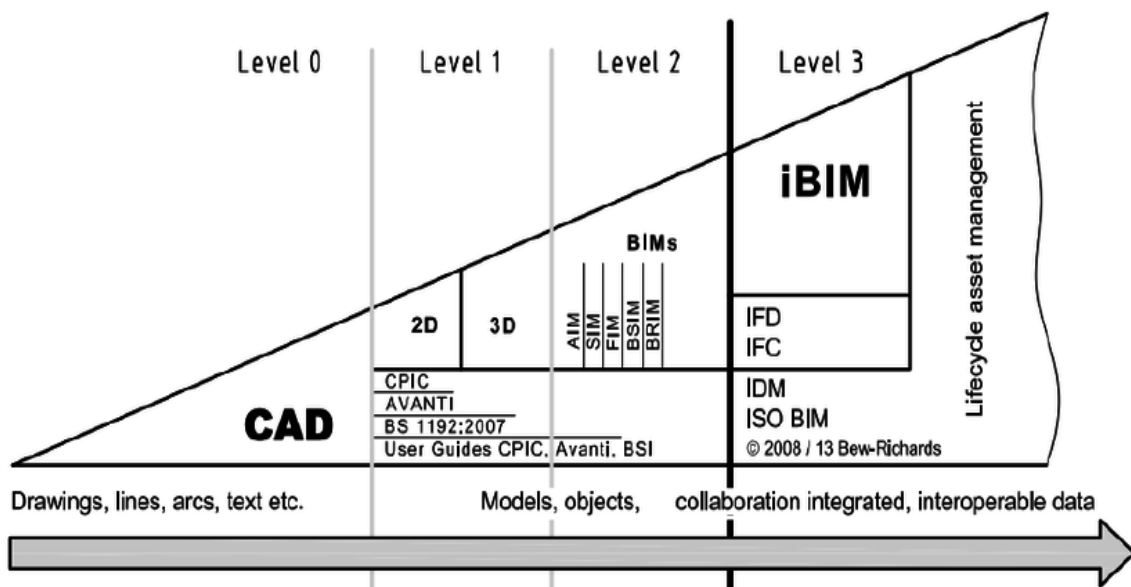 Level 0
Level 1
Level 2
Level 3
iBIM
Lifecycle asset management
BIMs
AIM
SIM
FIM
BSIM
BRIM
2D
3D
IFD
IFC
CAD
CPIC
AVANTI
BS 1192:2007
User Guides CPIC, Avanti, BSI
IDM
ISO BIM
© 2008 / 13 Bew-Richards
Drawings, lines, arcs, text etc.
Models, objects,
collaboration integrated, interoperable data